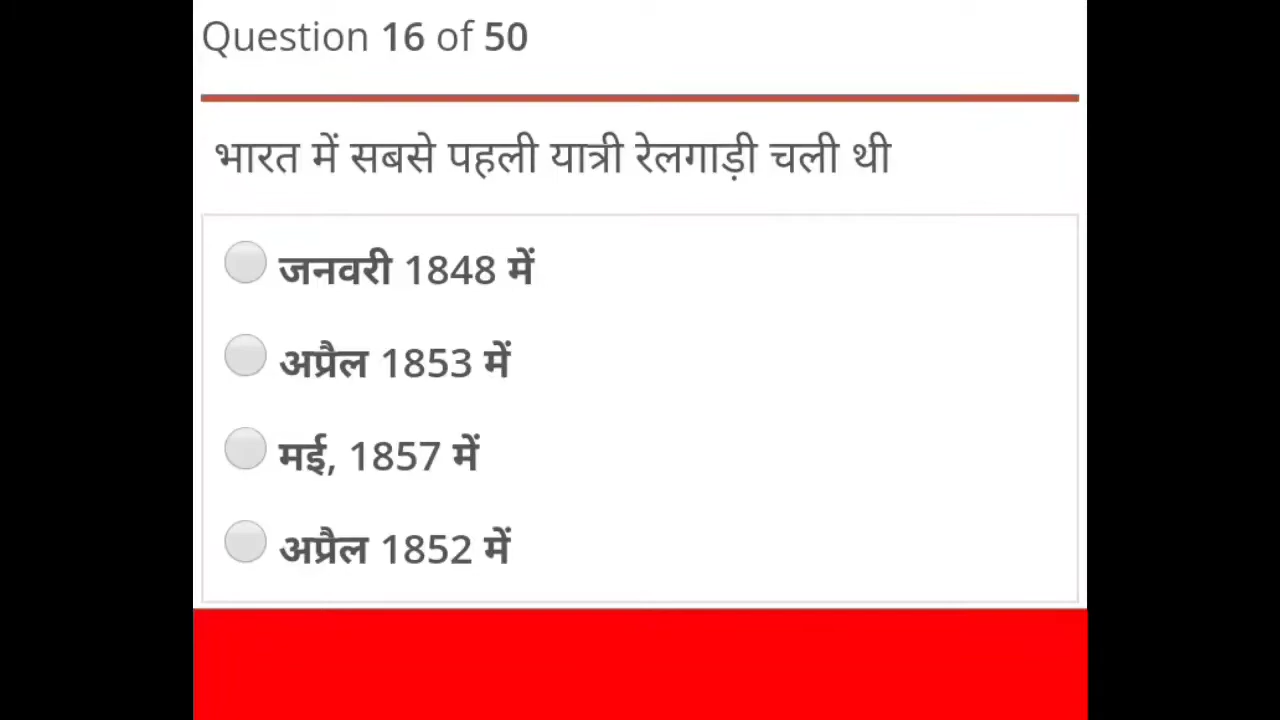 Question 16 of 50
भारत में सबसे पहली यात्री रेलगाड़ी चली थी
जनवरी 1848 में
अप्रैल 1853 में
मई, 1857 में
अप्रैल 1852 में